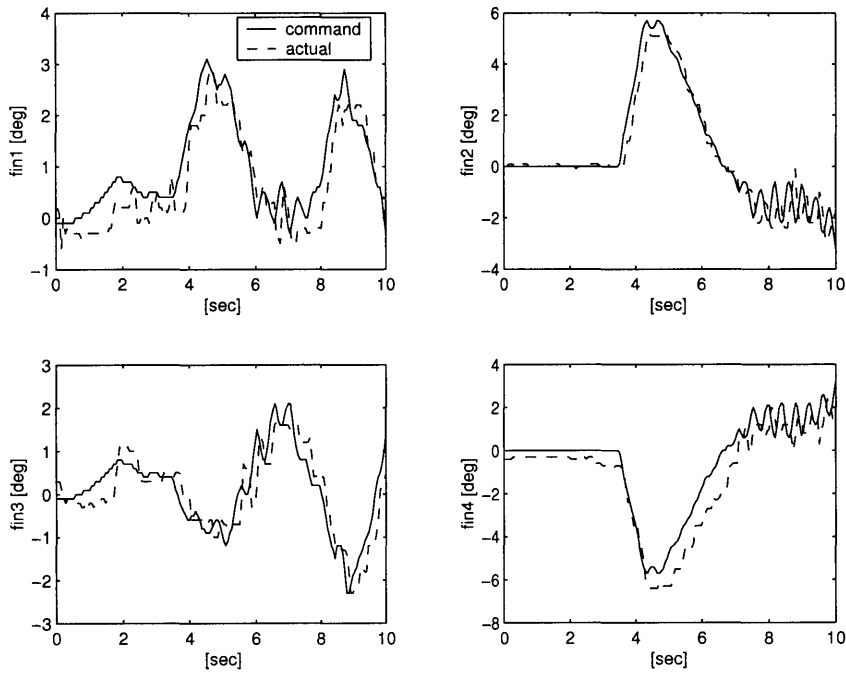 command
actual
fin1 [deg]
4
3
2
1
0
−1
0 2 4 6 8 10
[sec]
fin2 [deg]
6
4
2
0
−2
−4
0 2 4 6 8 10
[sec]
fin3 [deg]
3
2
1
0
−1
−2
−3
0 2 4 6 8 10
[sec]
fin4 [deg]
4
2
0
−2
−4
−6
−8
0 2 4 6 8 10
[sec]